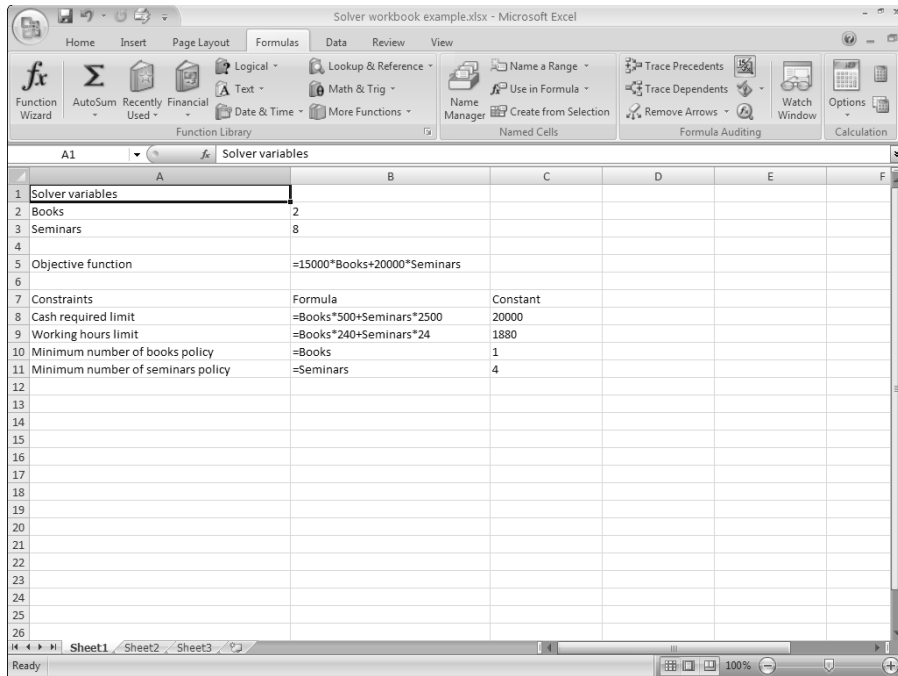 Solver workbook example.xlsx - Microsoft Excel
Home Insert Page Layout Formulas Data Review View
fx Function Wizard
Σ AutoSum
Recently Used
Financial
Logical
Text
Date & Time
Lookup & Reference
Math & Trig
More Functions
Function Library
Name Manager
Name a Range
Use in Formula
Create from Selection
Named Cells
Trace Precedents
Trace Dependents
Remove Arrows
Watch Window
Formula Auditing
Options
Calculation
A1 fx Solver variables
A B C D E F
1 Solver variables
2 Books 2
3 Seminars 8
4
5 Objective function =15000*Books+20000*Seminars
6
7 Constraints Formula Constant
8 Cash required limit =Books*500+Seminars*2500 20000
9 Working hours limit =Books*240+Seminars*24 1880
10 Minimum number of books policy =Books 1
11 Minimum number of seminars policy =Seminars 4
12
13
14
15
16
17
18
19
20
21
22
23
24
25
26
Sheet1 Sheet2 Sheet3
Ready 100%